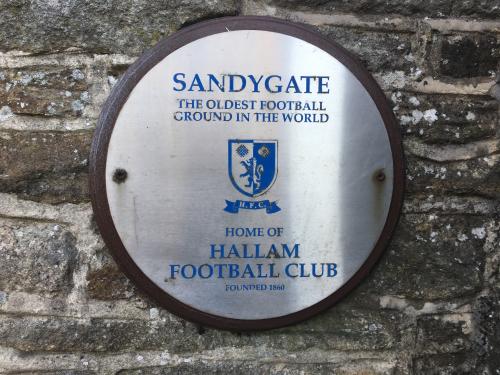 SANDYGATE
THE OLDEST FOOTBALL
GROUND IN THE WORLD
H.F.C.
HOME OF
HALLAM
FOOTBALL CLUB
FOUNDED 1860